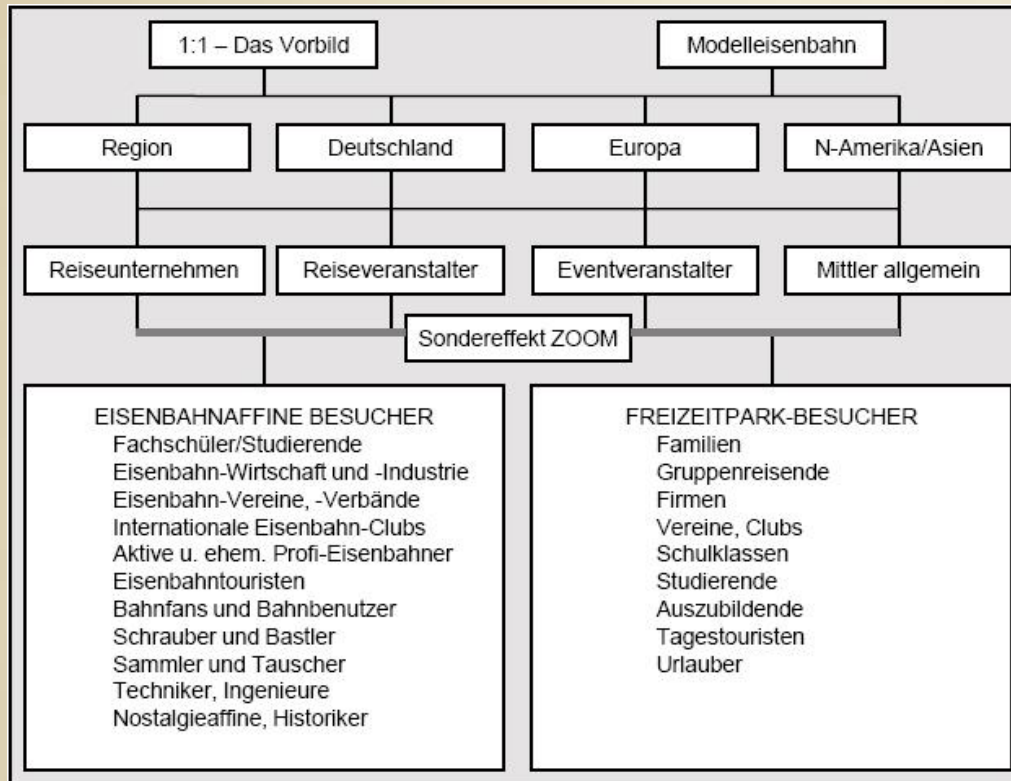 1:1 – Das Vorbild
Modelleisenbahn
Region
Deutschland
Europa
N-Amerika/Asien
Reiseunternehmen
Reiseveranstalter
Eventveranstalter
Mittler allgemein
Sondereffekt ZOOM
EISENBAHNAFFINE BESUCHER
Fachschüler/Studierende
Eisenbahn-Wirtschaft und -Industrie
Eisenbahn-Vereine, -Verbände
Internationale Eisenbahn-Clubs
Aktive u. ehem. Profi-Eisenbahner
Eisenbahntouristen
Bahnfans und Bahnbenutzer
Schrauber und Bastler
Sammler und Tauscher
Techniker, Ingenieure
Nostalgieaffine, Historiker
FREIZEITPARK-BESUCHER
Familien
Gruppenreisende
Firmen
Vereine, Clubs
Schulklassen
Studierende
Auszubildende
Tagestouristen
Urlauber